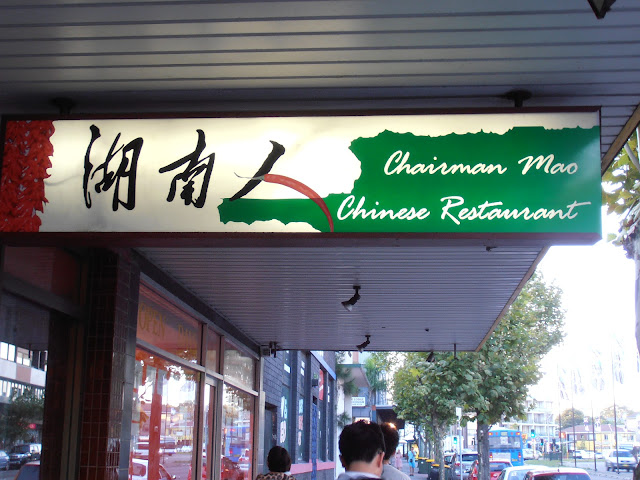 湖南人
Chairman Mao
Chinese Restaurant